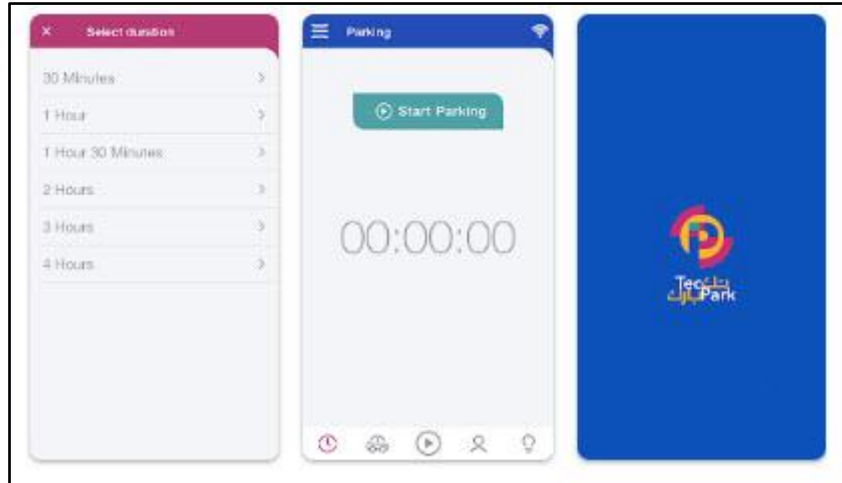 × Select duration
30 Minutes
1 Hour
1 Hour 30 Minutes
2 Hours
3 Hours
4 Hours
Parking
Start Parking
00:00:00
Tec
Park